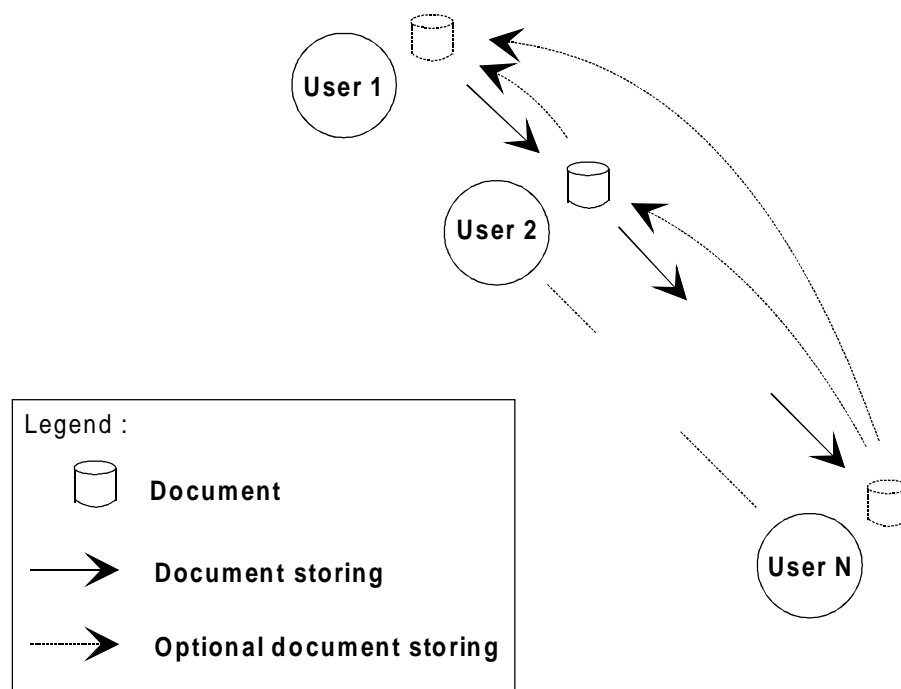 User 1
User 2
User N
Legend :
Document
Document storing
Optional document storing